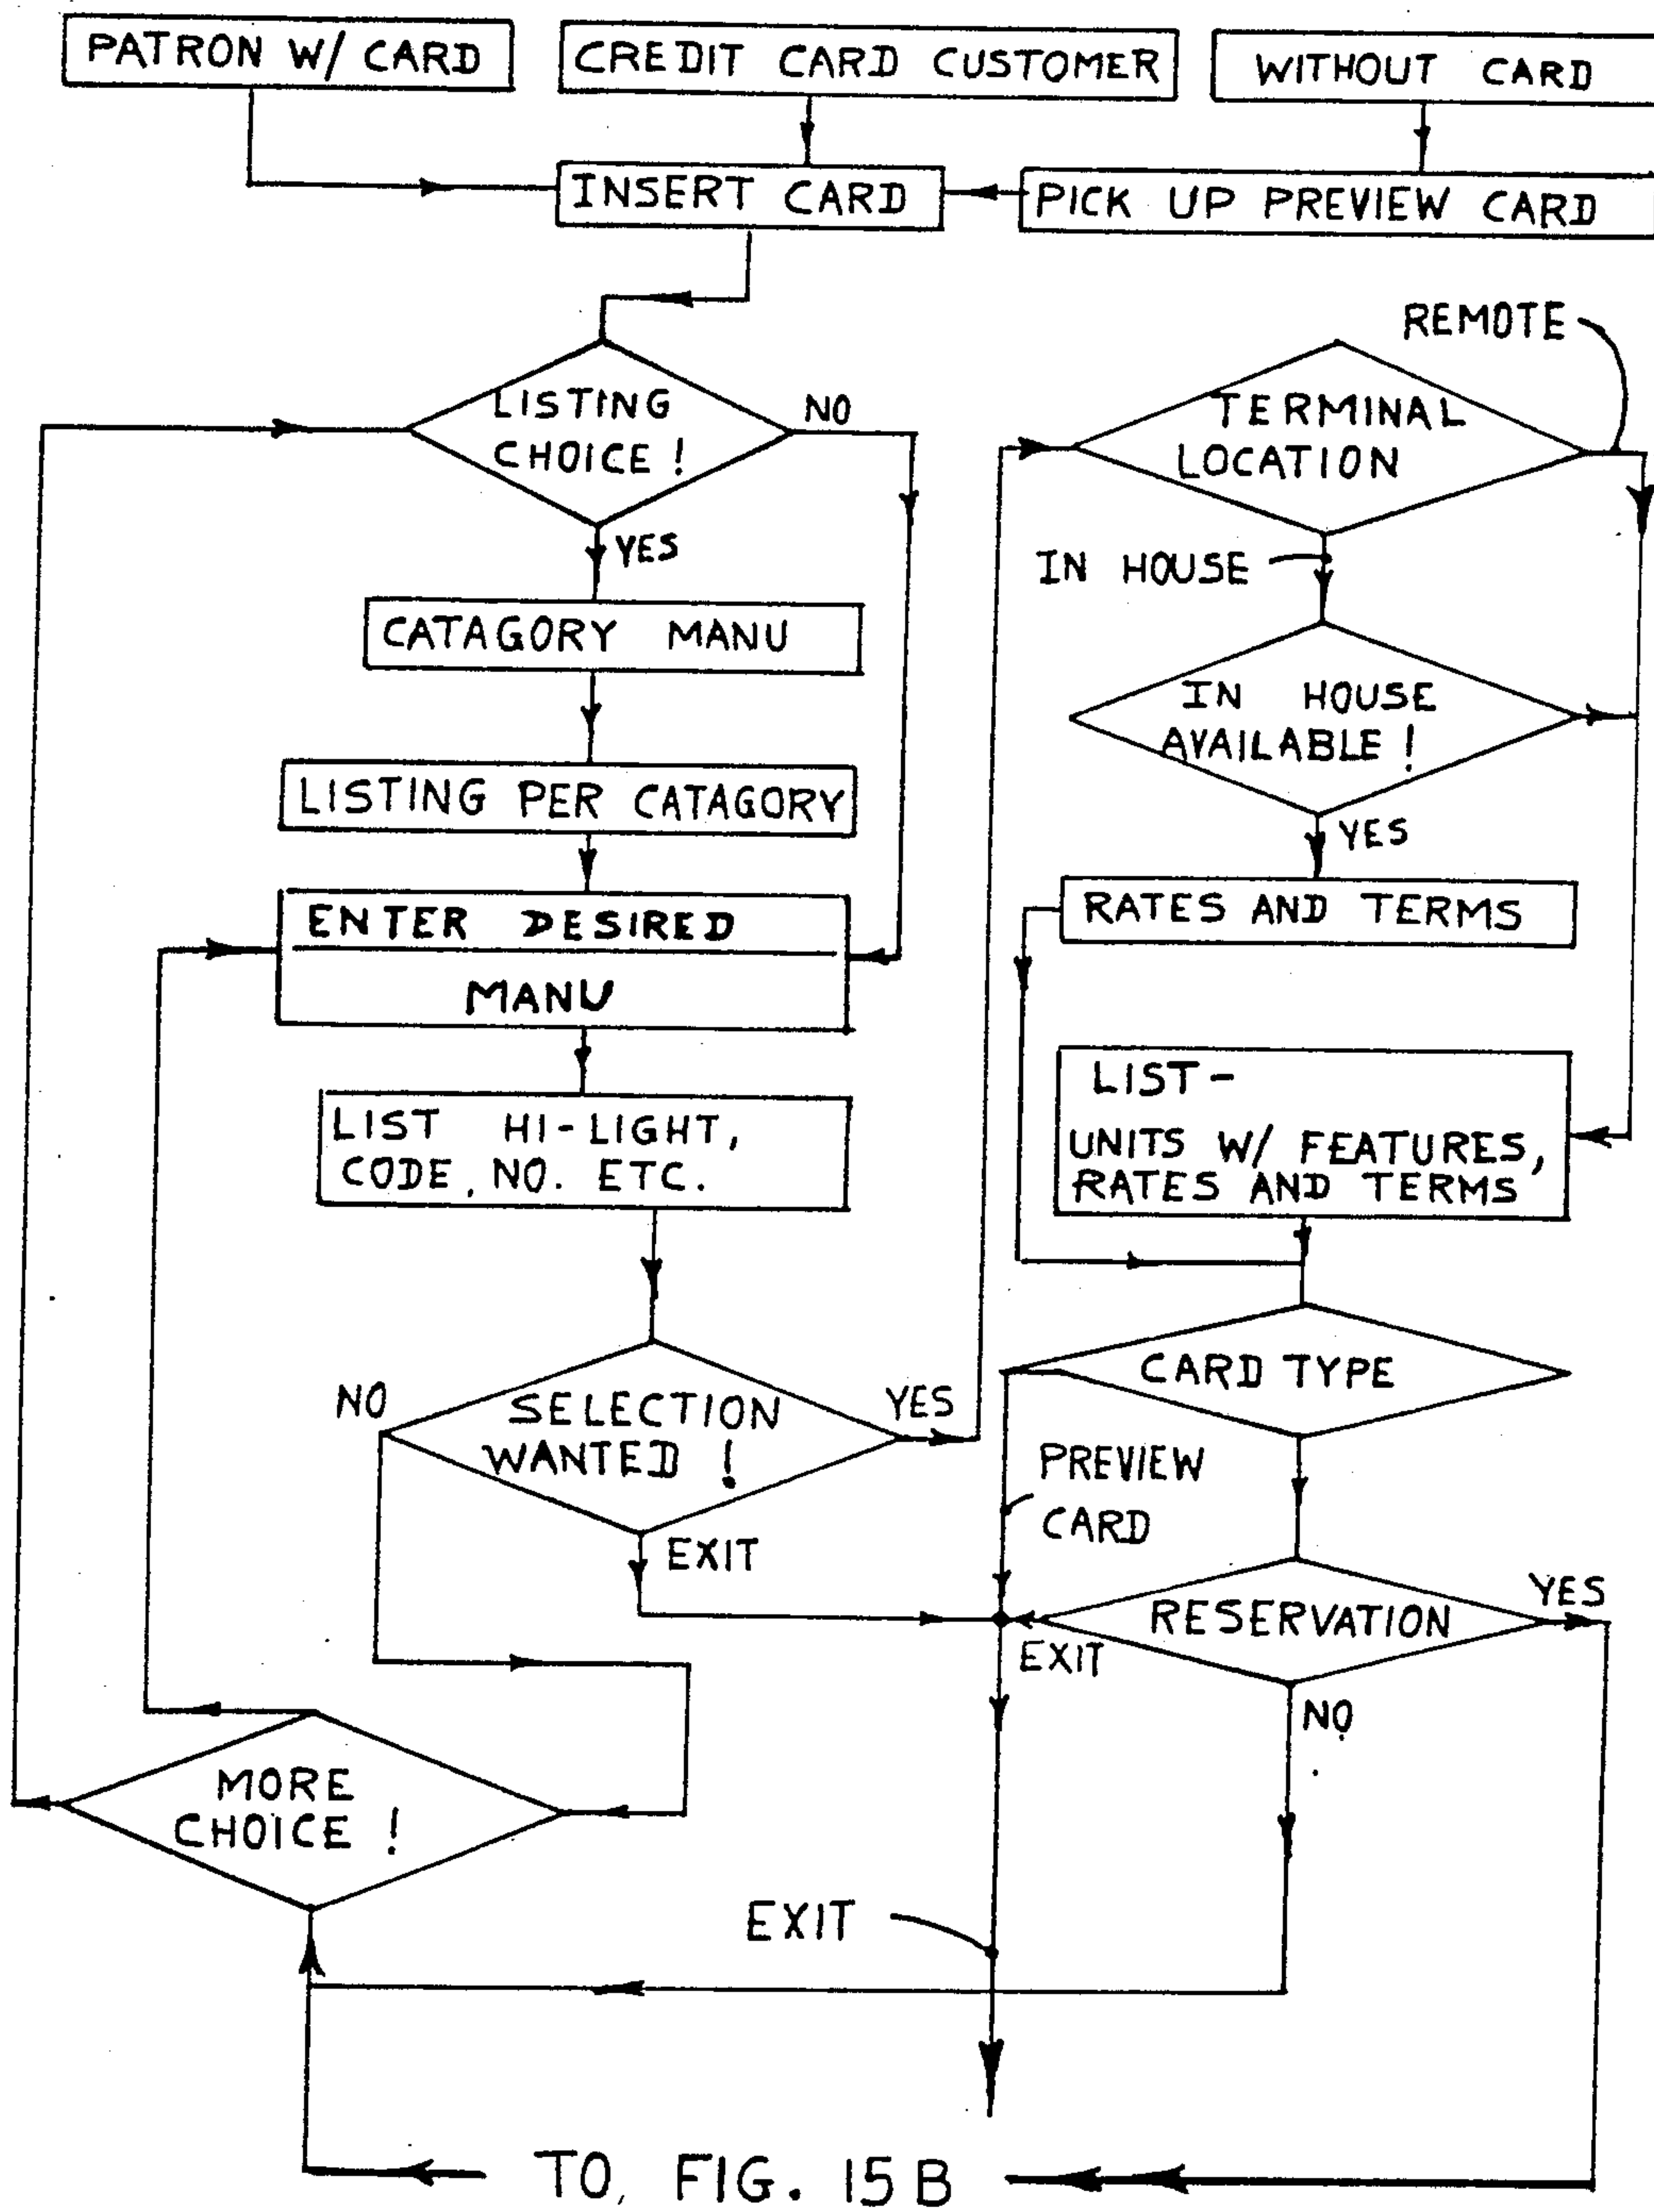 PATRON W/ CARD
CREDIT CARD CUSTOMER
WITHOUT CARD
INSERT CARD
PICK UP PREVIEW CARD
REMOTE
LISTING
CHOICE !
NO
YES
TERMINAL
LOCATION
IN HOUSE
CATAGORY MANU
IN HOUSE
AVAILABLE !
YES
LISTING PER CATAGORY
RATES AND TERMS
ENTER DESIRED
MANU
LIST -
UNITS W/ FEATURES,
RATES AND TERMS
LIST HI-LIGHT,
CODE, NO. ETC.
CARD TYPE
NO
SELECTION
WANTED !
YES
EXIT
PREVIEW
CARD
RESERVATION
YES
EXIT
NO
MORE
CHOICE !
EXIT
TO, FIG. 15B